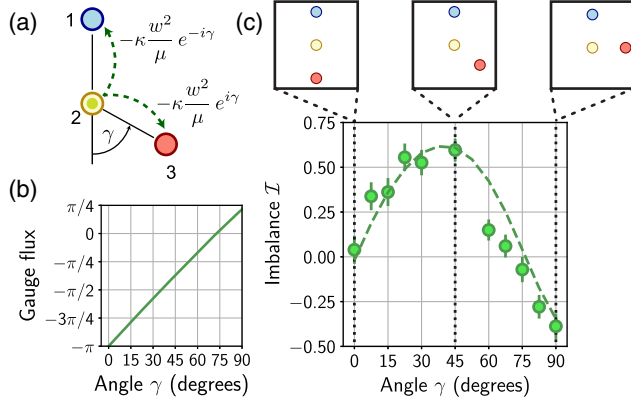 (a)
1
−κ w²/μ e^{−iγ}
−κ w²/μ e^{iγ}
2
γ
3
(b)
Gauge flux
π/4
0
−π/4
−π/2
−3π/4
−π
0 15 30 45 60 75 90
Angle γ (degrees)
(c)
Imbalance ℐ
0.75
0.50
0.25
0.00
−0.25
−0.50
0 15 30 45 60 75 90
Angle γ (degrees)